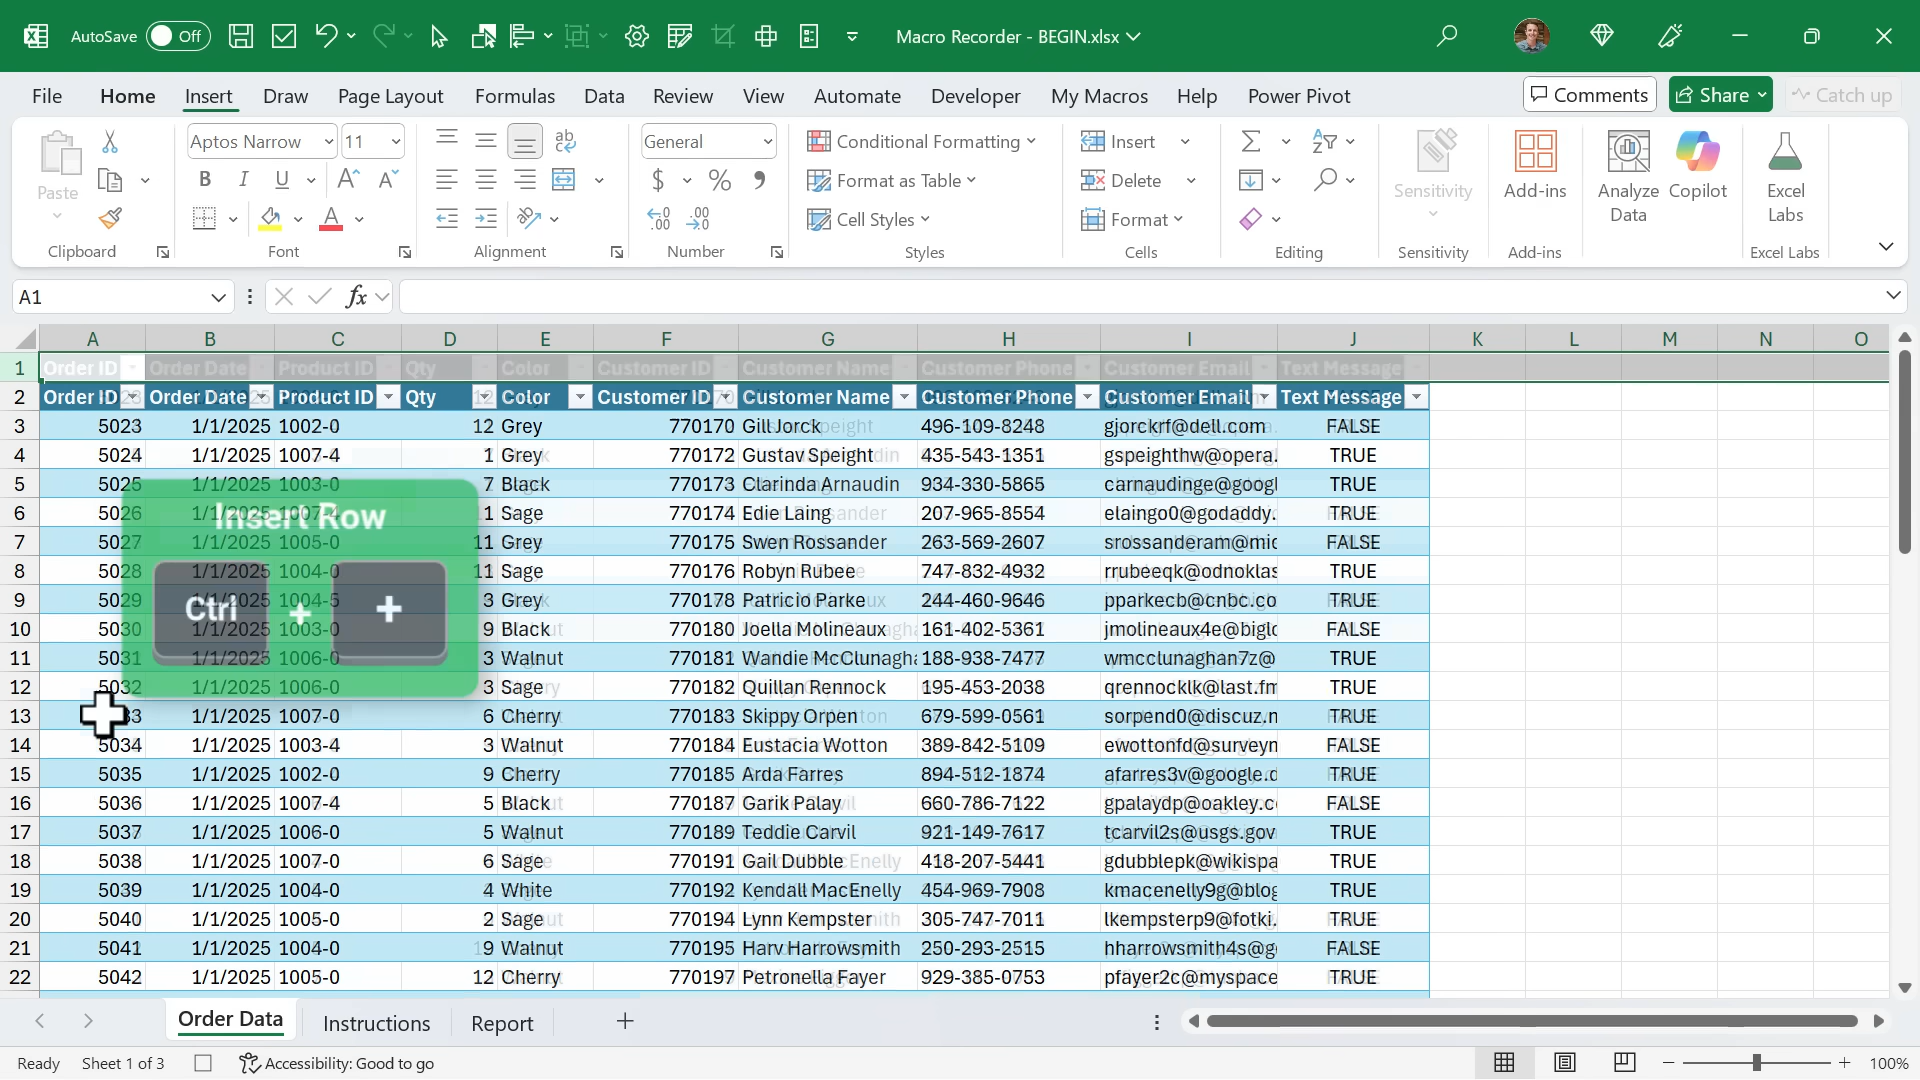 AutoSave Off Macro Recorder - BEGIN.xlsx
File Home Insert Draw Page Layout Formulas Data Review View Automate Developer My Macros Help Power Pivot Comments Share Catch up
Paste Aptos Narrow 11 General Conditional Formatting Insert Sensitivity Add-ins Analyze Data Copilot Excel Labs
Format as Table Delete
Cell Styles Format
Clipboard Font Alignment Number Styles Cells Editing Sensitivity Add-ins Excel Labs
A1 fx
A B C D E F G H I J K L M N O
1 Order ID Order Date Product ID Qty Color Customer ID Customer Name Customer Phone Customer Email Text Message
2 Order ID Order Date Product ID Qty Color Customer ID Customer Name Customer Phone Customer Email Text Message
3 5023 1/1/2025 1002-0 12 Grey 770170 Gill Jorck 496-109-8248 gjorckrf@dell.com FALSE
4 5024 1/1/2025 1007-4 1 Grey 770172 Gustav Speight 435-543-1351 gspeighthw@opera. TRUE
5 5025 1/1/2025 1003-0 7 Black 770173 Clarinda Arnaudin 934-330-5865 carnaudinge@googl TRUE
6 5026 1/1/2025 1007-4 1 Sage 770174 Edie Laing 207-965-8554 elaingo0@godaddy. TRUE
7 5027 1/1/2025 1005-0 11 Grey 770175 Swen Rossander 263-569-2607 srossanderam@mic FALSE
8 5028 1/1/2025 1004-0 11 Sage 770176 Robyn Rubee 747-832-4932 rrubeeqk@odnoklas TRUE
9 5029 1/1/2025 1004-5 3 Grey 770178 Patricio Parke 244-460-9646 pparkecb@cnbc.co TRUE
10 5030 1/1/2025 1003-0 9 Black 770180 Joella Molineaux 161-402-5361 jmolineaux4e@biglo FALSE
11 5031 1/1/2025 1006-0 3 Walnut 770181 Wandie McClunagha 188-938-7477 wmcclunaghan7z@ TRUE
12 5032 1/1/2025 1006-0 3 Sage 770182 Quillan Rennock 195-453-2038 qrennocklk@last.fm TRUE
13 1/1/2025 1007-0 6 Cherry 770183 Skippy Orpen 679-599-0561 sorpend0@discuz.n TRUE
14 5034 1/1/2025 1003-4 3 Walnut 770184 Eustacia Wotton 389-842-5109 ewottonfd@surveyn FALSE
15 5035 1/1/2025 1002-0 9 Cherry 770185 Arda Farres 894-512-1874 afarres3v@google.d TRUE
16 5036 1/1/2025 1007-4 5 Black 770187 Garik Palay 660-786-7122 gpalaydp@oakley.c FALSE
17 5037 1/1/2025 1006-0 5 Walnut 770189 Teddie Carvil 921-149-7617 tcarvil2s@usgs.gov TRUE
18 5038 1/1/2025 1007-0 6 Sage 770191 Gail Dubble 418-207-5441 gdubblepk@wikispa TRUE
19 5039 1/1/2025 1004-0 4 White 770192 Kendall MacEnelly 454-969-7908 kmacenelly9g@blog TRUE
20 5040 1/1/2025 1005-0 2 Sage 770194 Lynn Kempster 305-747-7011 lkempsterp9@fotki. TRUE
21 5041 1/1/2025 1004-0 19 Walnut 770195 Harv Harrowsmith 250-293-2515 hharrowsmith4s@g FALSE
22 5042 1/1/2025 1005-0 12 Cherry 770197 Petronella Fayer 929-385-0753 pfayer2c@myspace TRUE
Insert Row
Ctrl + +
Order Data Instructions Report
Ready Sheet 1 of 3 Accessibility: Good to go 100%